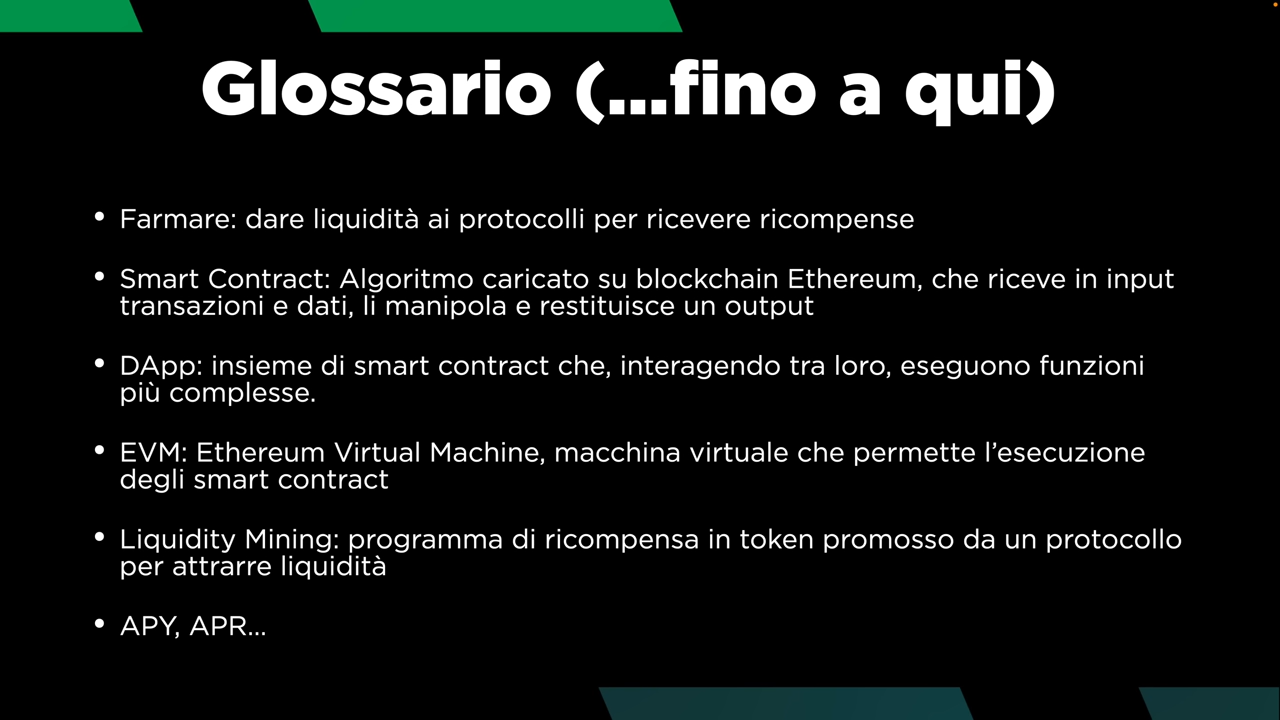 Glossario (...fino a qui)
• Farmare: dare liquidità ai protocolli per ricevere ricompense
• Smart Contract: Algoritmo caricato su blockchain Ethereum, che riceve in input
transazioni e dati, li manipola e restituisce un output
• DApp: insieme di smart contract che, interagendo tra loro, eseguono funzioni
più complesse.
• EVM: Ethereum Virtual Machine, macchina virtuale che permette l’esecuzione
degli smart contract
• Liquidity Mining: programma di ricompensa in token promosso da un protocollo
per attrarre liquidità
• APY, APR...